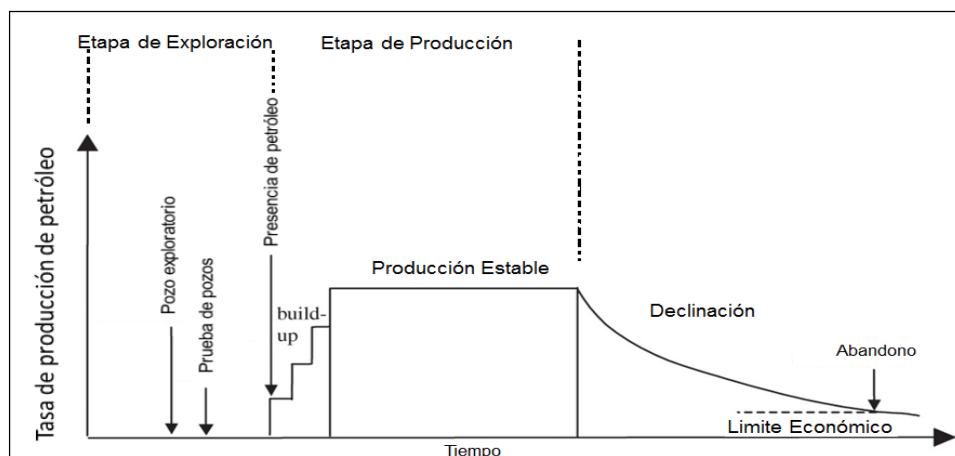 Etapa de Exploración
Etapa de Producción
Tasa de producción de petróleo
Pozo exploratorio
Prueba de pozos
Presencia de petróleo
build-
up
Producción Estable
Declinación
Abandono
Limite Económico
Tiempo